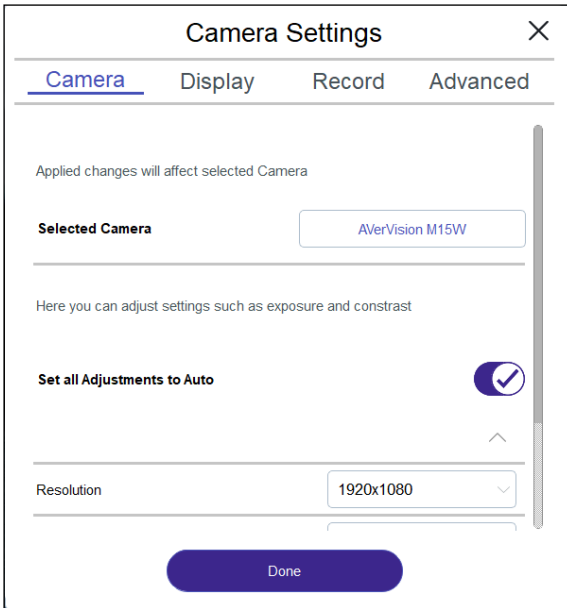 Camera Settings
Camera Display Record Advanced
Applied changes will affect selected Camera
Selected Camera AVerVision M15W
Here you can adjust settings such as exposure and constrast
Set all Adjustments to Auto
Resolution 1920x1080
Done